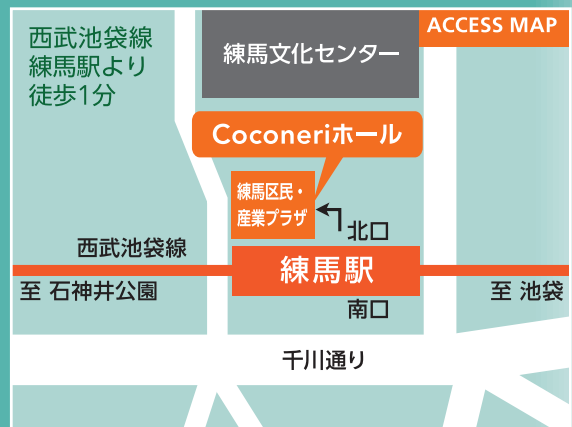 ACCESS MAP
西武池袋線
練馬駅より
徒歩1分
練馬文化センター
Coconeriホール
練馬区民・
産業プラザ
北口
西武池袋線
練馬駅
至 石神井公園
至 池袋
南口
千川通り